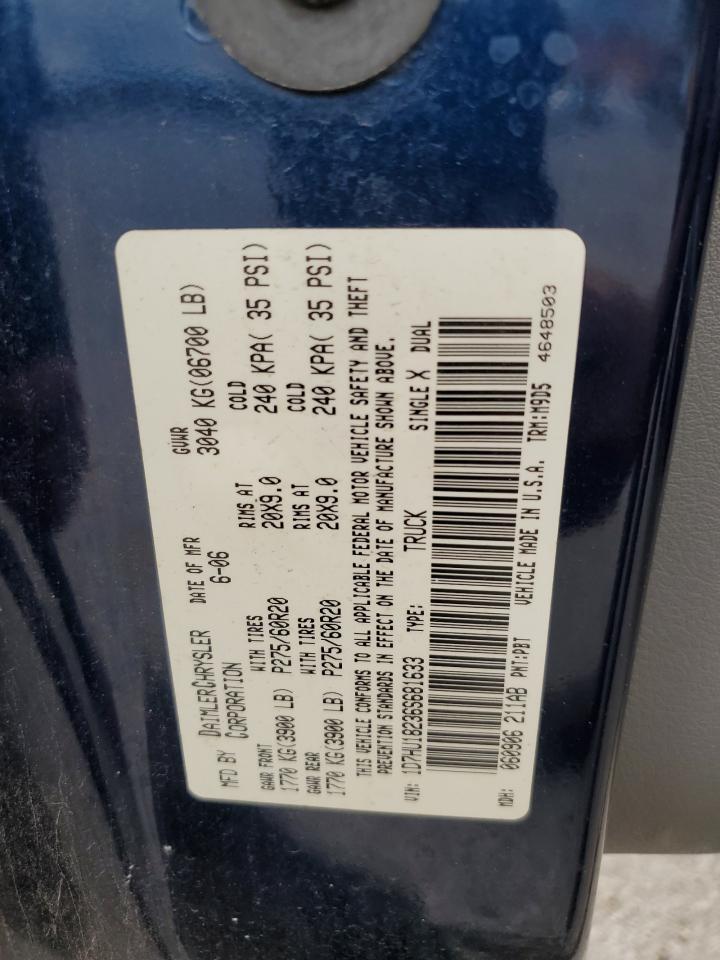 MFD BY DAIMLERCHRYSLER CORPORATION
DATE OF MFR 6-06
GVWR 3040 KG(06700 LB)
GAWR FRONT WITH TIRES RIMS AT COLD
1770 KG(3900 LB) P275/60R20 20X9.0 240 KPA( 35 PSI)
GAWR REAR WITH TIRES RIMS AT COLD
1770 KG(3900 LB) P275/60R20 20X9.0 240 KPA( 35 PSI)
THIS VEHICLE CONFORMS TO ALL APPLICABLE FEDERAL MOTOR VEHICLE SAFETY AND THEFT
PREVENTION STANDARDS IN EFFECT ON THE DATE OF MANUFACTURE SHOWN ABOVE.
VIN: 1D7HU18236S681633 TYPE: TRUCK SINGLE X DUAL
MDH: 060906 211AB PNT:PBT VEHICLE MADE IN U.S.A. TRM:M9D5 4648503